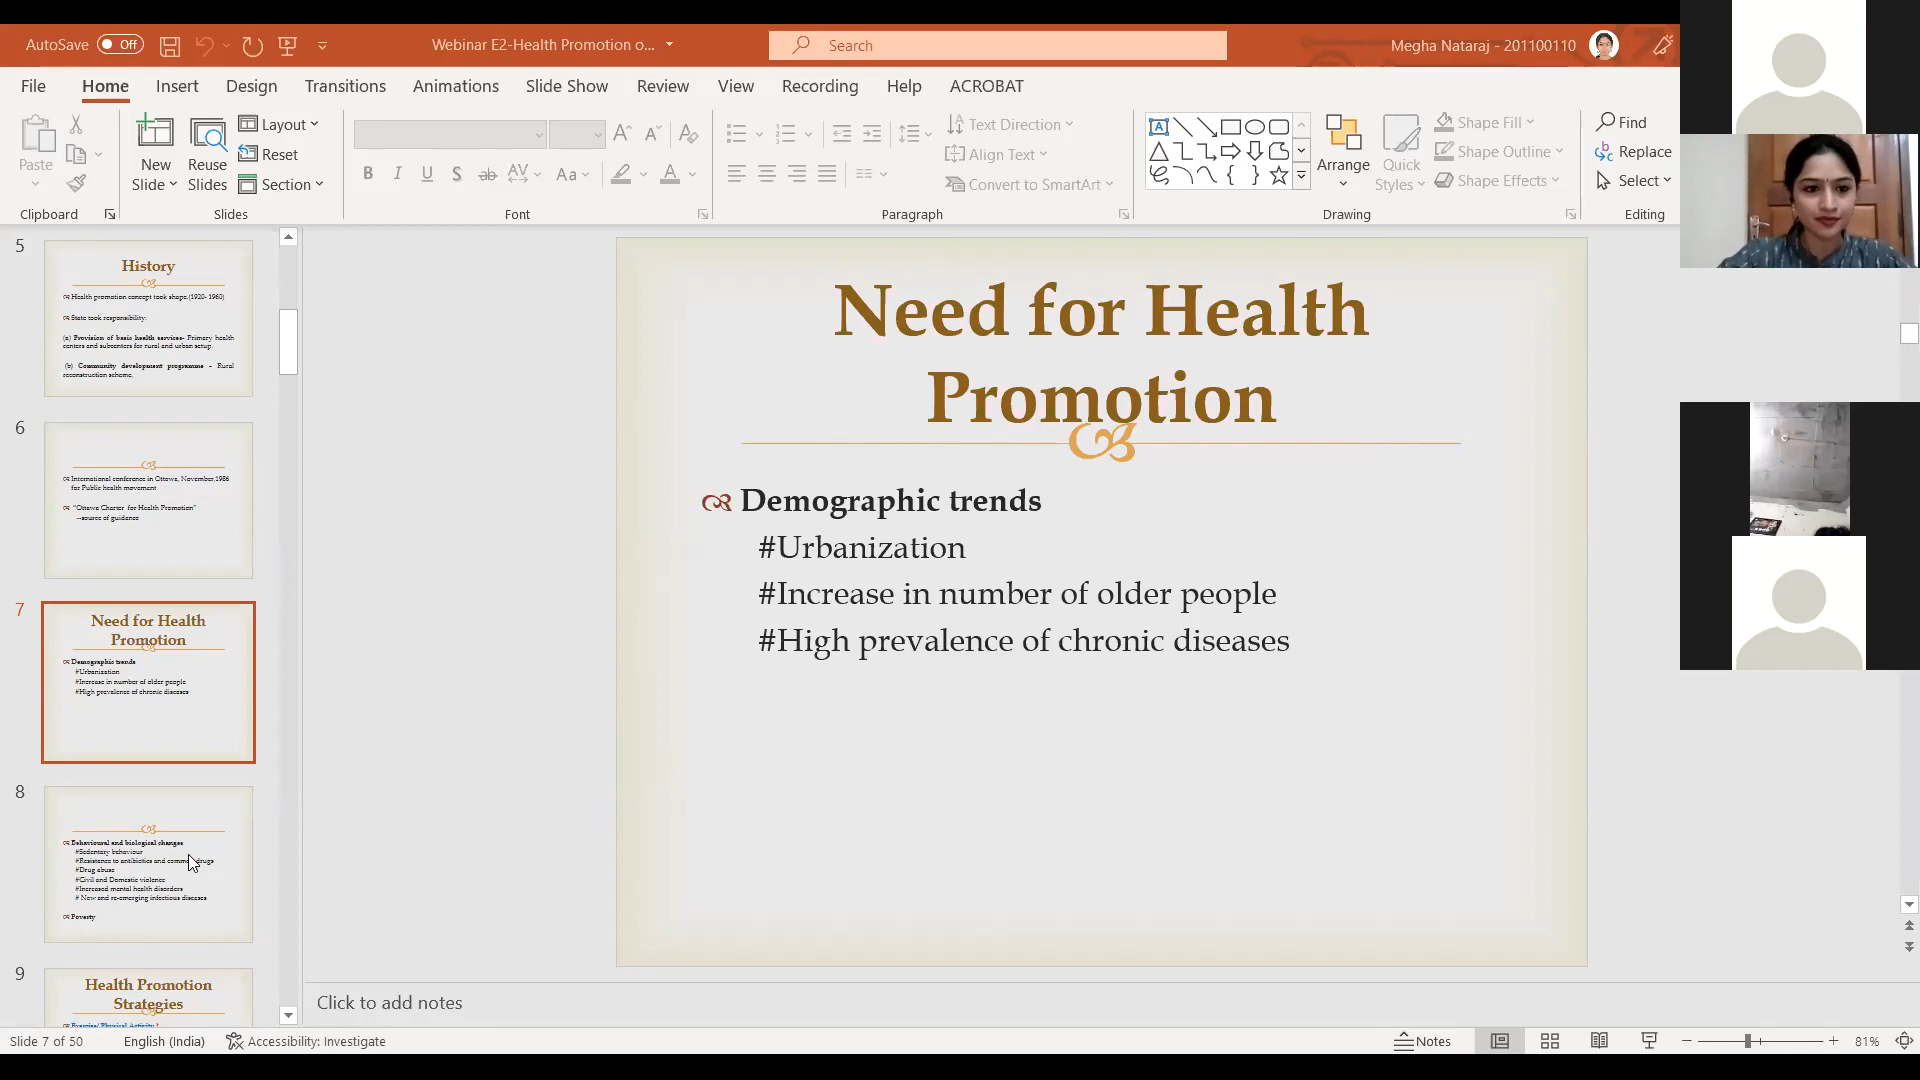 AutoSave Off
Webinar E2-Health Promotion o...
Search
Megha Nataraj - 201100110
File Home Insert Design Transitions Animations Slide Show Review View Recording Help ACROBAT
Paste
Clipboard
New Slide
Reuse Slides
Layout
Reset
Section
Slides
Font
Text Direction
Align Text
Convert to SmartArt
Paragraph
Arrange
Quick Styles
Shape Fill
Shape Outline
Shape Effects
Drawing
Find
Replace
Select
Editing
5
History
Health promotion concept took shape.(1920- 1960)
State took responsibility:
(a) Provision of basic health services- Primary health
centers and subcenters for rural and urban setup.
(b) Community development programme - Rural
reconstruction scheme.
6
International conference in Ottawa, November,1986
for Public health movement
"Ottawa Charter for Health Promotion"
--source of guidance
7
Need for Health
Promotion
Demographic trends
#Urbanization
#Increase in number of older people
#High prevalence of chronic diseases
8
Behavioural and biological changes
#Sedentary behaviour
#Resistance to antibiotics and common drugs
#Drug abuse
#Civil and Domestic violence
#Increased mental health disorders
# New and re-emerging infectious diseases
Poverty
9
Health Promotion
Strategies
Exercise/ Physical Activity
Need for Health
Promotion
Demographic trends
#Urbanization
#Increase in number of older people
#High prevalence of chronic diseases
Click to add notes
Slide 7 of 50
English (India)
Accessibility: Investigate
Notes
81%